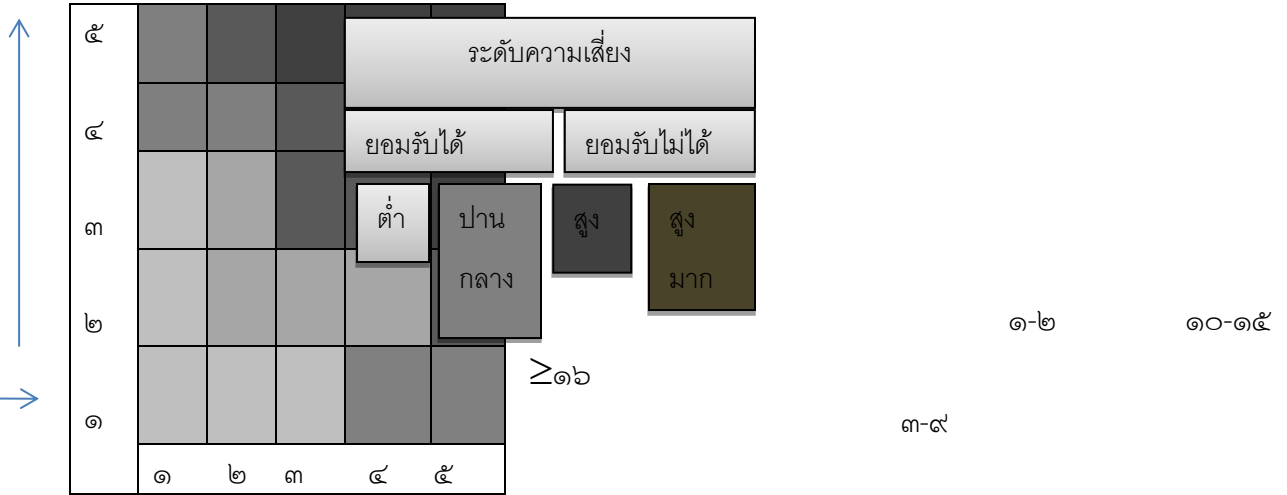 ๕
ระดับความเสี่ยง
๔
ยอมรับได้ ยอมรับไม่ได้
๓
ต่ำ ปาน สูง สูง
กลาง มาก
๒
๑-๒ ๑๐-๑๕
≥๑๖
๑
๓-๙
๑ ๒ ๓ ๔ ๕